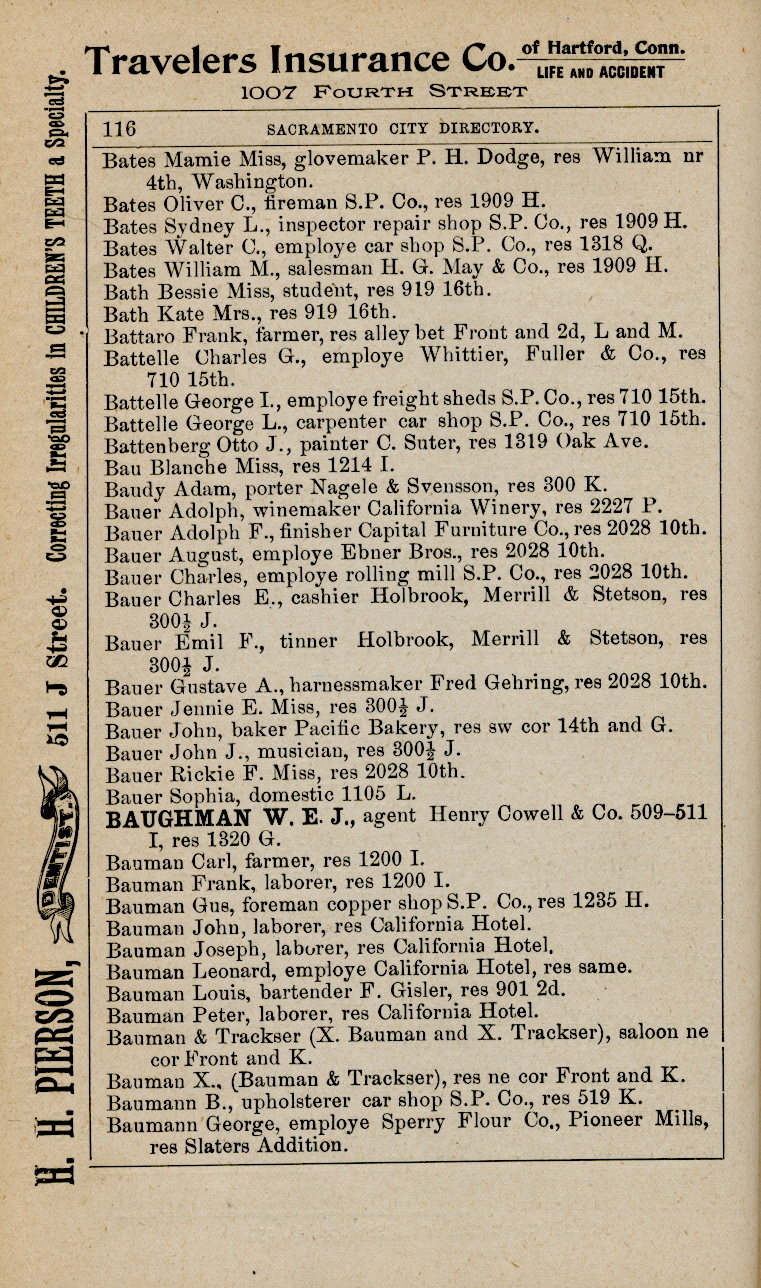 Travelers Insurance Co. of Hartford, Conn.
LIFE AND ACCIDENT
1007 FOURTH STREET
116 SACRAMENTO CITY DIRECTORY.
Bates Mamie Miss, glovemaker P. H. Dodge, res William nr
4th, Washington.
Bates Oliver C., fireman S.P. Co., res 1909 H.
Bates Sydney L., inspector repair shop S.P. Co., res 1909 H.
Bates Walter C., employe car shop S.P. Co., res 1318 Q.
Bates William M., salesman H. G. May & Co., res 1909 H.
Bath Bessie Miss, student, res 919 16th.
Bath Kate Mrs., res 919 16th.
Battaro Frank, farmer, res alley bet Front and 2d, L and M.
Battelle Charles G., employe Whittier, Fuller & Co., res
710 15th.
Battelle George I., employe freight sheds S.P. Co., res 710 15th.
Battelle George L., carpenter car shop S.P. Co., res 710 15th.
Battenberg Otto J., painter C. Suter, res 1319 Oak Ave.
Bau Blanche Miss, res 1214 I.
Baudy Adam, porter Nagele & Svensson, res 300 K.
Bauer Adolph, winemaker California Winery, res 2227 P.
Bauer Adolph F., finisher Capital Furniture Co., res 2028 10th.
Bauer August, employe Ebner Bros., res 2028 10th.
Bauer Charles, employe rolling mill S.P. Co., res 2028 10th.
Bauer Charles E., cashier Holbrook, Merrill & Stetson, res
300½ J.
Bauer Emil F., tinner Holbrook, Merrill & Stetson, res
300½ J.
Bauer Gustave A., harnessmaker Fred Gehring, res 2028 10th.
Bauer Jennie E. Miss, res 300½ J.
Bauer John, baker Pacific Bakery, res sw cor 14th and G.
Bauer John J., musician, res 300½ J.
Bauer Rickie F. Miss, res 2028 10th.
Bauer Sophia, domestic 1105 L.
BAUGHMAN W. E. J., agent Henry Cowell & Co. 509–511
I, res 1320 G.
Bauman Carl, farmer, res 1200 I.
Bauman Frank, laborer, res 1200 I.
Bauman Gus, foreman copper shop S.P. Co., res 1235 H.
Bauman John, laborer, res California Hotel.
Bauman Joseph, laborer, res California Hotel.
Bauman Leonard, employe California Hotel, res same.
Bauman Louis, bartender F. Gisler, res 901 2d.
Bauman Peter, laborer, res California Hotel.
Bauman & Trackser (X. Bauman and X. Trackser), saloon ne
cor Front and K.
Bauman X., (Bauman & Trackser), res ne cor Front and K.
Baumann B., upholsterer car shop S.P. Co., res 519 K.
Baumann George, employe Sperry Flour Co., Pioneer Mills,
res Slaters Addition.
H. H. PIERSON, DENTIST. 511 J Street. Correcting Irregularities in CHILDREN'S TEETH a Specialty.